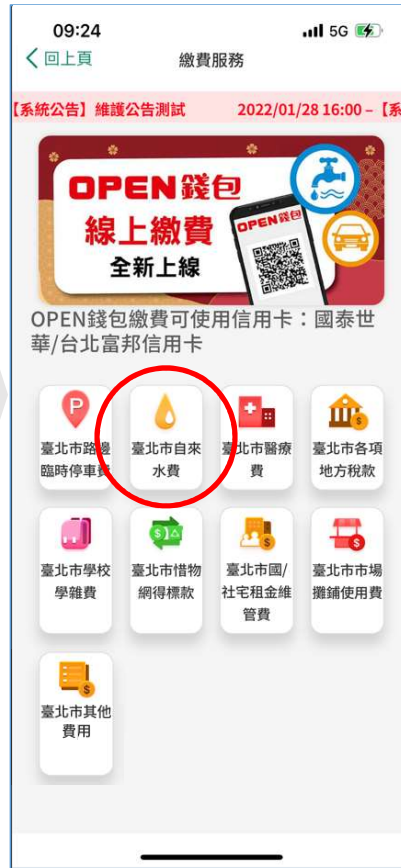 09:24
5G
回上頁
繳費服務
【系統公告】維護公告測試 2022/01/28 16:00 –【系
OPEN錢包
線上繳費
全新上線
OPEN錢包
OPEN錢包繳費可使用信用卡：國泰世
華/台北富邦信用卡
P
臺北市路邊
臨時停車費
臺北市自來
水費
臺北市醫療
費
臺北市各項
地方稅款
臺北市學校
學雜費
臺北市惜物
網得標款
臺北市國/
社宅租金維
管費
臺北市市場
攤鋪使用費
臺北市其他
費用